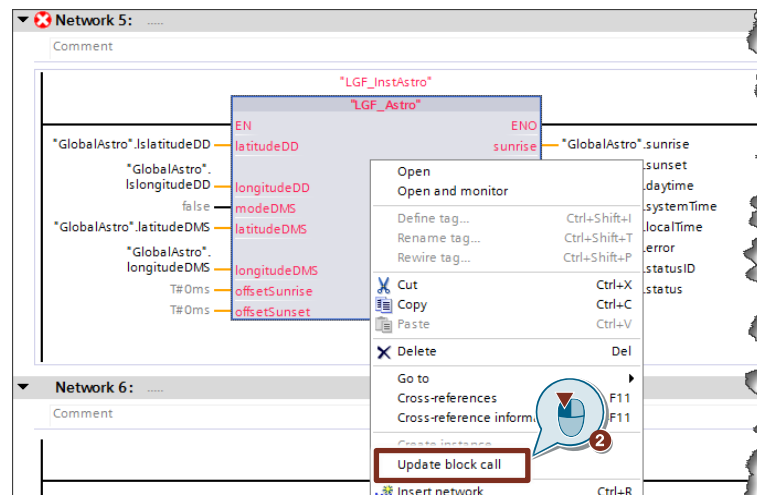 Network 5: .....
Comment
"LGF_InstAstro"
"LGF_Astro"
EN ENO
"GlobalAstro".lslatitudeDD latitudeDD sunrise "GlobalAstro".sunrise
"GlobalAstro".
lslongitudeDD longitudeDD
false modeDMS
"GlobalAstro".latitudeDMS latitudeDMS
"GlobalAstro".
longitudeDMS longitudeDMS
T#0ms offsetSunrise
T#0ms offsetSunset
.sunset
.daytime
.systemTime
.localTime
.error
.statusID
.status
Open
Open and monitor
Define tag... Ctrl+Shift+I
Rename tag... Ctrl+Shift+T
Rewire tag... Ctrl+Shift+P
Cut Ctrl+X
Copy Ctrl+C
Paste Ctrl+V
Delete Del
Go to
Cross-references F11
Cross-reference inform F11
Create instance
2
Update block call
Insert network Ctrl+R
Network 6: .....
Comment